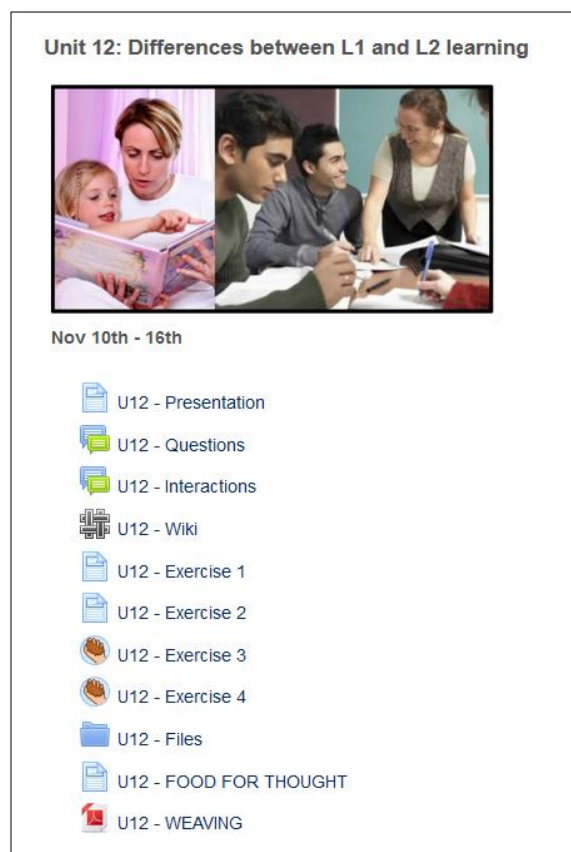 Unit 12: Differences between L1 and L2 learning
Nov 10th - 16th
U12 - Presentation
U12 - Questions
U12 - Interactions
U12 - Wiki
U12 - Exercise 1
U12 - Exercise 2
U12 - Exercise 3
U12 - Exercise 4
U12 - Files
U12 - FOOD FOR THOUGHT
U12 - WEAVING